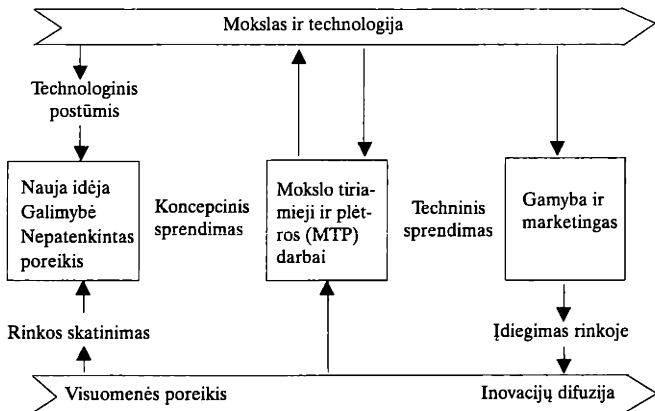 Mokslas ir technologija
Technologinis
postūmis
Nauja idėja
Galimybė
Nepatenkintas
poreikis
Koncepcinis
sprendimas
Mokslo tiria-
mieji ir plėt-
ros (MTP)
darbai
Techninis
sprendimas
Gamyba ir
marketingas
Rinkos skatinimas
Įdiegimas rinkoje
Visuomenės poreikis
Inovacijų difuzija